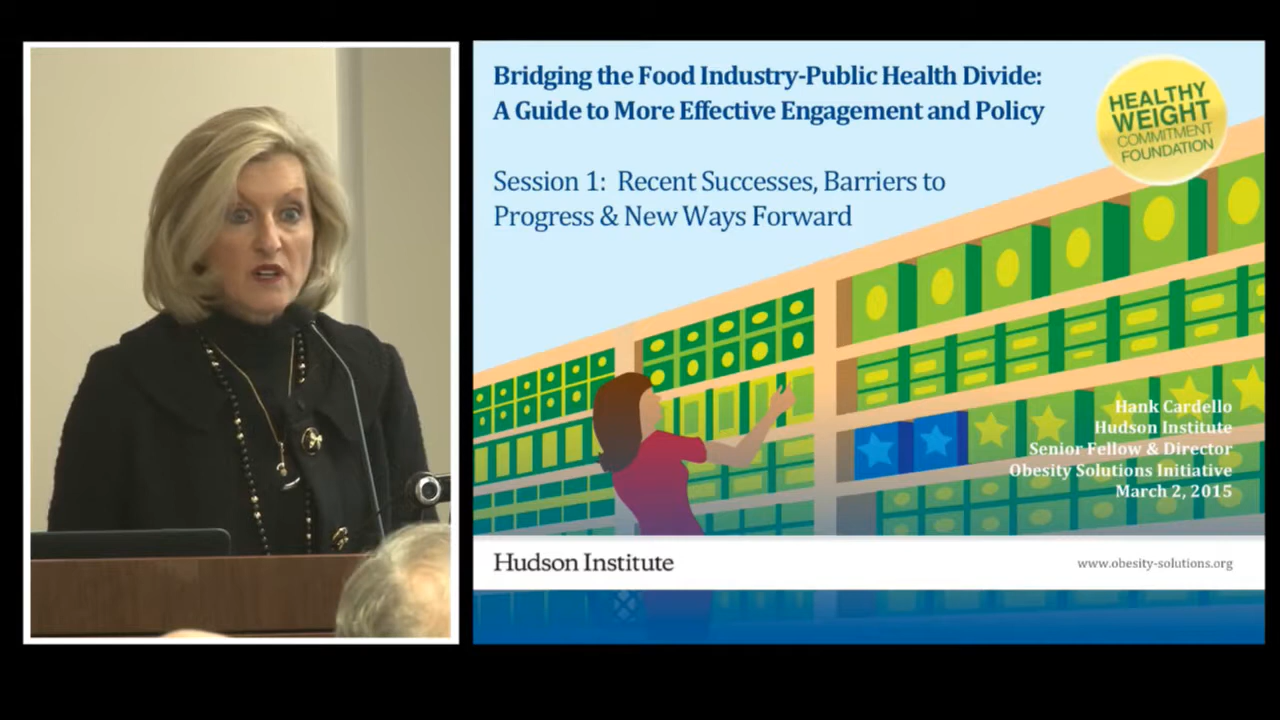 Bridging the Food Industry-Public Health Divide:
A Guide to More Effective Engagement and Policy
HEALTHY
WEIGHT
COMMITMENT
FOUNDATION
Session 1: Recent Successes, Barriers to
Progress & New Ways Forward
Hank Cardello
Hudson Institute
Senior Fellow & Director
Obesity Solutions Initiative
March 2, 2015
Hudson Institute
www.obesity-solutions.org